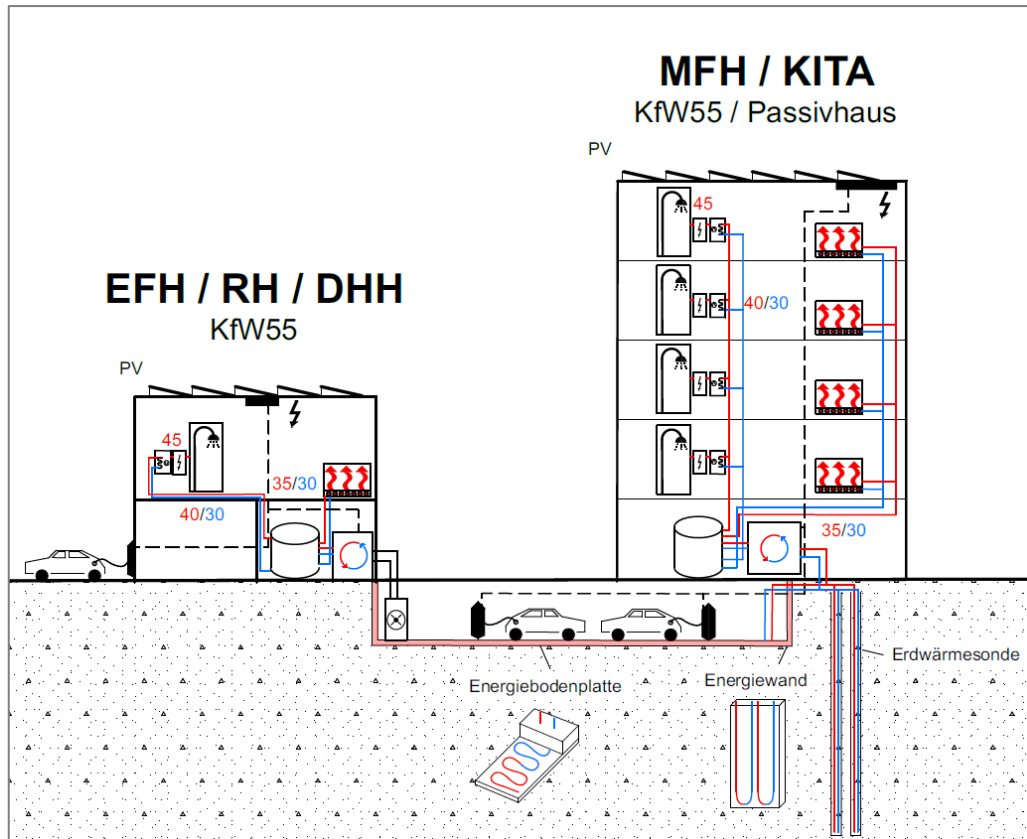 MFH / KITA
KfW55 / Passivhaus
PV
45
40/30
35/30
EFH / RH / DHH
KfW55
PV
45
35/30
40/30
Erdwärmesonde
Energiebodenplatte
Energiewand